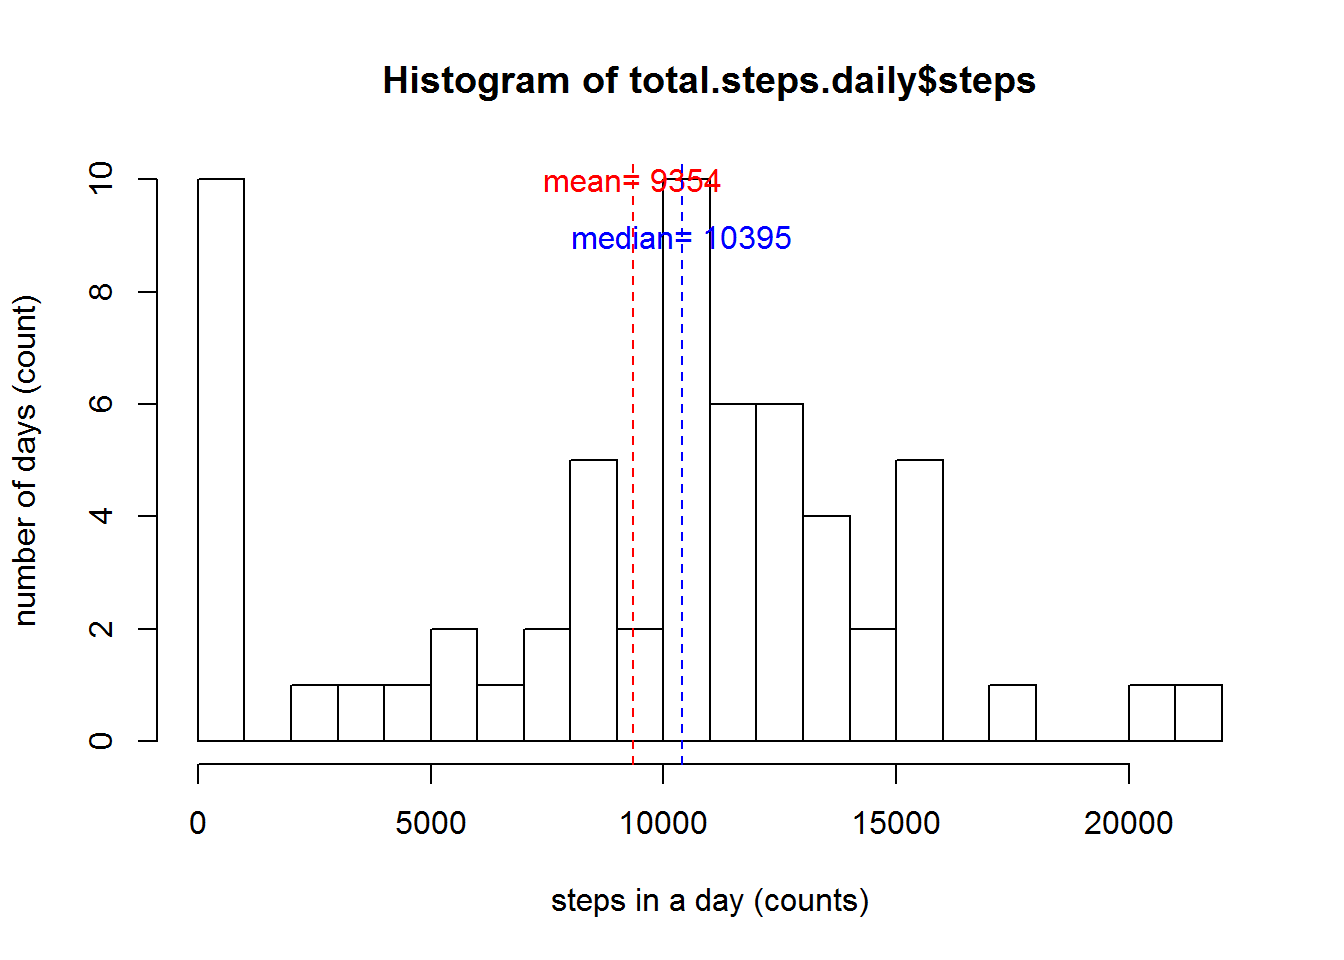 Histogram of total.steps.daily$steps
mean= 9354
median= 10395
number of days (count)
10
8
6
4
2
0
0 5000 10000 15000 20000
steps in a day (counts)